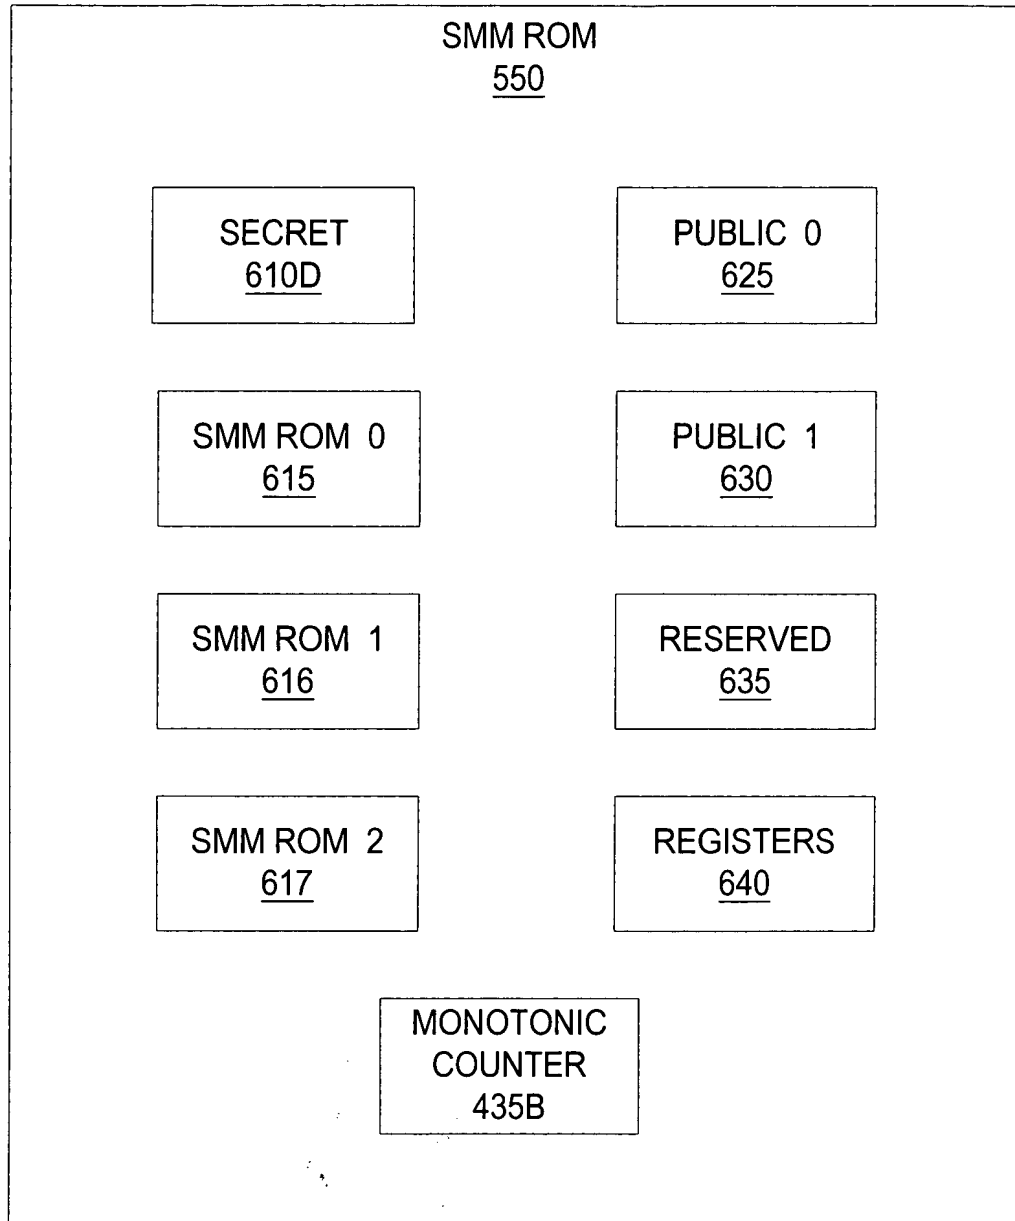 SMM ROM
550
SECRET
610D
PUBLIC 0
625
SMM ROM 0
615
PUBLIC 1
630
SMM ROM 1
616
RESERVED
635
SMM ROM 2
617
REGISTERS
640
MONOTONIC
COUNTER
435B